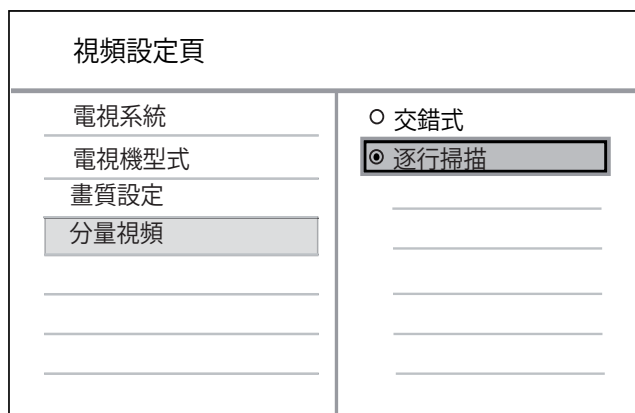 視頻設定頁
電視系統
電視機型式
畫質設定
分量視頻
交錯式
逐行掃描